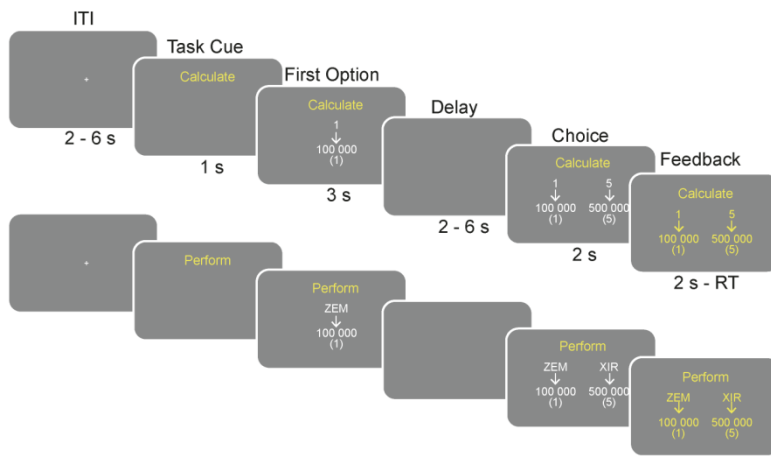 ITI
Task Cue
First Option
Delay
Choice
Feedback
+
Calculate
Calculate
1
100 000
(1)
Calculate
1 5
100 000 500 000
(1) (5)
Calculate
1 5
100 000 500 000
(1) (5)
2 - 6 s
1 s
3 s
2 - 6 s
2 s
2 s - RT
+
Perform
Perform
ZEM
100 000
(1)
Perform
ZEM XIR
100 000 500 000
(1) (5)
Perform
ZEM XIR
100 000 500 000
(1) (5)